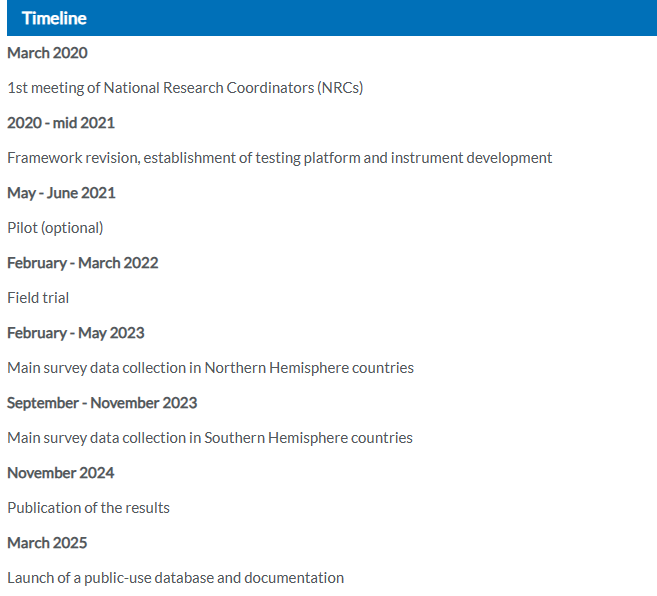 Timeline
March 2020
1st meeting of National Research Coordinators (NRCs)
2020 - mid 2021
Framework revision, establishment of testing platform and instrument development
May - June 2021
Pilot (optional)
February - March 2022
Field trial
February - May 2023
Main survey data collection in Northern Hemisphere countries
September - November 2023
Main survey data collection in Southern Hemisphere countries
November 2024
Publication of the results
March 2025
Launch of a public-use database and documentation